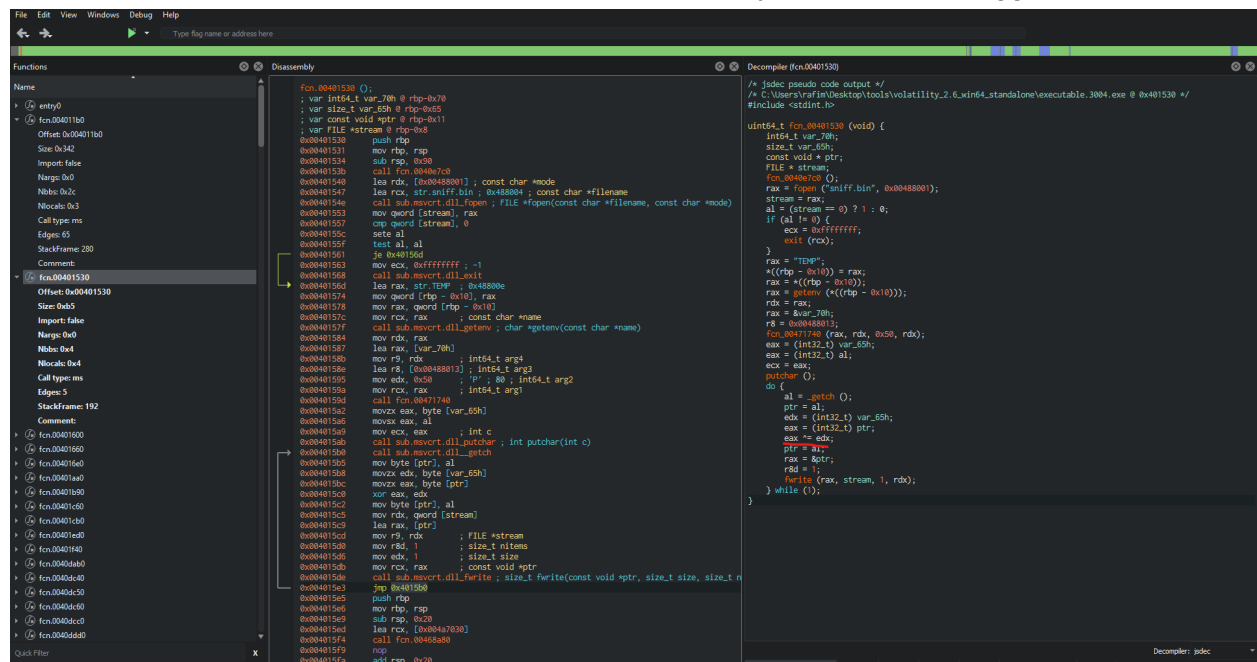 File Edit View Windows Debug Help
Type flag name or address here
Functions
Name
entry0
fcn.004011b0
Offset: 0x004011b0
Size: 0x342
Import: false
Nargs: 0x0
Nbbs: 0x2c
Nlocals: 0x3
Call type: ms
Edges: 65
StackFrame: 280
Comment:
fcn.00401530
Offset: 0x00401530
Size: 0xb5
Import: false
Nargs: 0x0
Nbbs: 0x4
Nlocals: 0x4
Call type: ms
Edges: 5
StackFrame: 192
Comment:
fcn.00401600
fcn.00401660
fcn.004016e0
fcn.00401aa0
fcn.00401b90
fcn.00401c60
fcn.00401cb0
fcn.00401ed0
fcn.00401f40
fcn.0040dab0
fcn.0040dc40
fcn.0040dc50
fcn.0040dc60
fcn.0040dcc0
fcn.0040ddd0
Quick Filter X
Disassembly
fcn.00401530 ();
; var int64_t var_70h @ rbp-0x70
; var size_t var_65h @ rbp-0x65
; var const void *ptr @ rbp-0x11
; var FILE *stream @ rbp-0x8
0x00401530 push rbp
0x00401531 mov rbp, rsp
0x00401534 sub rsp, 0x90
0x0040153b call fcn.0040e7c0
0x00401540 lea rdx, [0x00488001] ; const char *mode
0x00401547 lea rcx, str.sniff.bin ; 0x488004 ; const char *filename
0x0040154e call sub.msvcrt.dll_fopen ; FILE *fopen(const char *filename, const char *mode)
0x00401553 mov qword [stream], rax
0x00401557 cmp qword [stream], 0
0x0040155c sete al
0x0040155f test al, al
0x00401561 je 0x40156d
0x00401563 mov ecx, 0xffffffff ; -1
0x00401568 call sub.msvcrt.dll_exit
0x0040156d lea rax, str.TEMP ; 0x48800e
0x00401574 mov qword [rbp - 0x10], rax
0x00401578 mov rax, qword [rbp - 0x10]
0x0040157c mov rcx, rax ; const char *name
0x0040157f call sub.msvcrt.dll_getenv ; char *getenv(const char *name)
0x00401584 mov rdx, rax
0x00401587 lea rax, [var_70h]
0x0040158b mov r9, rdx ; int64_t arg4
0x0040158e lea r8, [0x00488013] ; int64_t arg3
0x00401595 mov edx, 0x50 ; 'P' ; 80 ; int64_t arg2
0x0040159a mov rcx, rax ; int64_t arg1
0x0040159d call fcn.00471740
0x004015a2 movzx eax, byte [var_65h]
0x004015a6 movsx eax, al
0x004015a9 mov ecx, eax ; int c
0x004015ab call sub.msvcrt.dll_putchar ; int putchar(int c)
0x004015b0 call sub.msvcrt.dll__getch
0x004015b5 mov byte [ptr], al
0x004015b8 movzx edx, byte [var_65h]
0x004015bc movzx eax, byte [ptr]
0x004015c0 xor eax, edx
0x004015c2 mov byte [ptr], al
0x004015c5 mov rdx, qword [stream]
0x004015c9 lea rax, [ptr]
0x004015cd mov r9, rdx ; FILE *stream
0x004015d0 mov r8d, 1 ; size_t nitems
0x004015d6 mov edx, 1 ; size_t size
0x004015db mov rcx, rax ; const void *ptr
0x004015de call sub.msvcrt.dll_fwrite ; size_t fwrite(const void *ptr, size_t size, size_t n
0x004015e3 jmp 0x4015b0
0x004015e5 push rbp
0x004015e6 mov rbp, rsp
0x004015e9 sub rsp, 0x20
0x004015ed lea rcx, [0x004a7030]
0x004015f4 call fcn.00468a80
0x004015f9 nop
0x004015fa add rsp, 0x20
Decompiler (fcn.00401530)
/* jsdec pseudo code output */
/* C:\Users\rafim\Desktop\tools\volatility_2.6_win64_standalone\executable.3004.exe @ 0x401530 */
#include <stdint.h>
uint64_t fcn_00401530 (void) {
int64_t var_70h;
size_t var_65h;
const void * ptr;
FILE * stream;
fcn_0040e7c0 ();
rax = fopen ("sniff.bin", 0x00488001);
stream = rax;
al = (stream == 0) ? 1 : 0;
if (al != 0) {
ecx = 0xffffffff;
exit (rcx);
}
rax = "TEMP";
*((rbp - 0x10)) = rax;
rax = *((rbp - 0x10));
rax = getenv (*((rbp - 0x10)));
rdx = rax;
rax = &var_70h;
r8 = 0x00488013;
fcn_00471740 (rax, rdx, 0x50, rdx);
eax = (int32_t) var_65h;
eax = (int32_t) al;
ecx = eax;
putchar ();
do {
al = _getch ();
ptr = al;
edx = (int32_t) var_65h;
eax = (int32_t) ptr;
eax ^= edx;
ptr = al;
rax = &ptr;
r8d = 1;
fwrite (rax, stream, 1, rdx);
} while (1);
}
Decompiler: jsdec